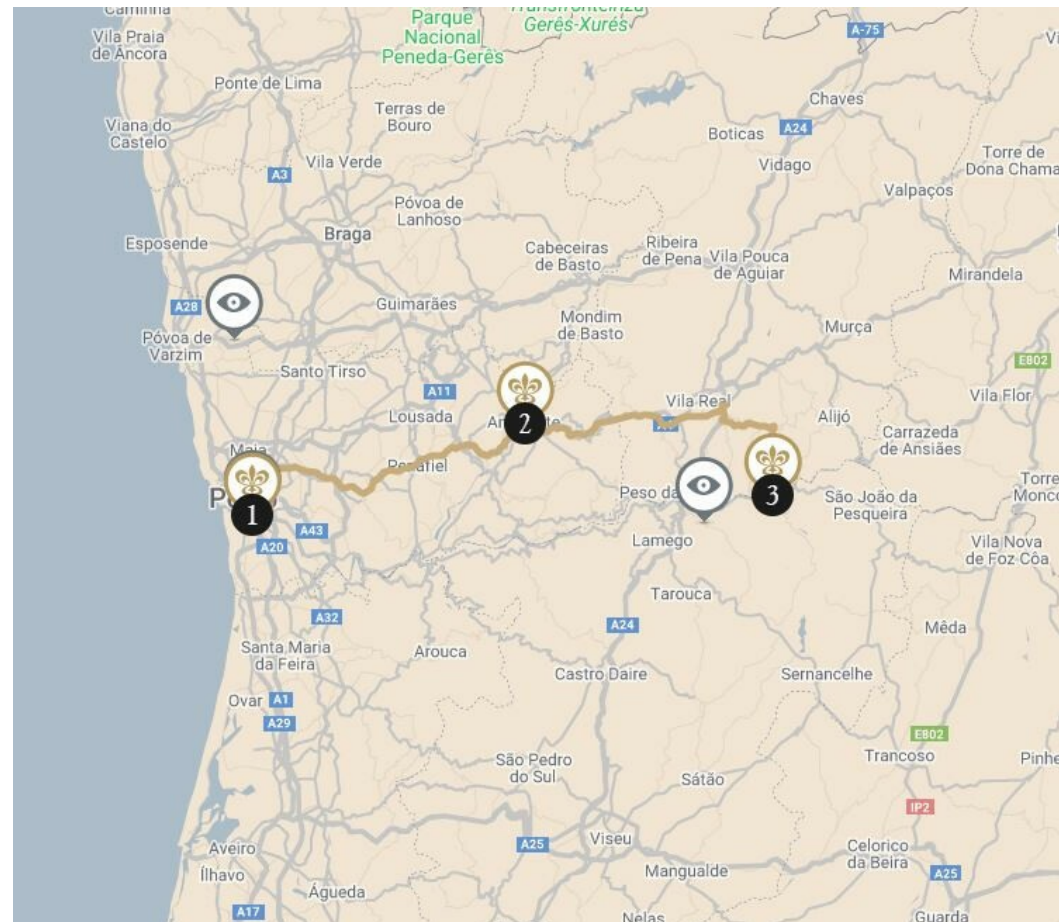 Caminha
Parque
Nacional
Peneda-Gerês
Gerês-Xurés
A-75
Vila Praia
de Âncora
Ponte de Lima
Chaves
Terras de
Bouro
Viana do
Castelo
Boticas
A24
Torre de
Dona Chama
Vila Verde
Vidago
A3
Valpaços
Póvoa de
Lanhoso
Braga
Esposende
Cabeceiras
de Basto
Ribeira
de Pena
Vila Pouca
de Aguiar
Mirandela
A28
Guimarães
Mondim
de Basto
Póvoa de
Varzim
Murça
E802
Santo Tirso
A11
Vila Real
Vila Flor
Lousada
Alijó
2
Carrazeda
de Ansiães
Maia
1
Peso da
3
São João da
Pesqueira
A43
A20
Lamego
Vila Nova
de Foz Côa
Tarouca
A32
A24
Mêda
Santa Maria
da Feira
Arouca
Castro Daire
Sernancelhe
Ovar
A1
A29
E802
São Pedro
do Sul
Sátão
Trancoso
IP2
Aveiro
A25
Viseu
Celorico
da Beira
Ílhavo
Mangualde
A25
Águeda
A17
Nelas
Guarda